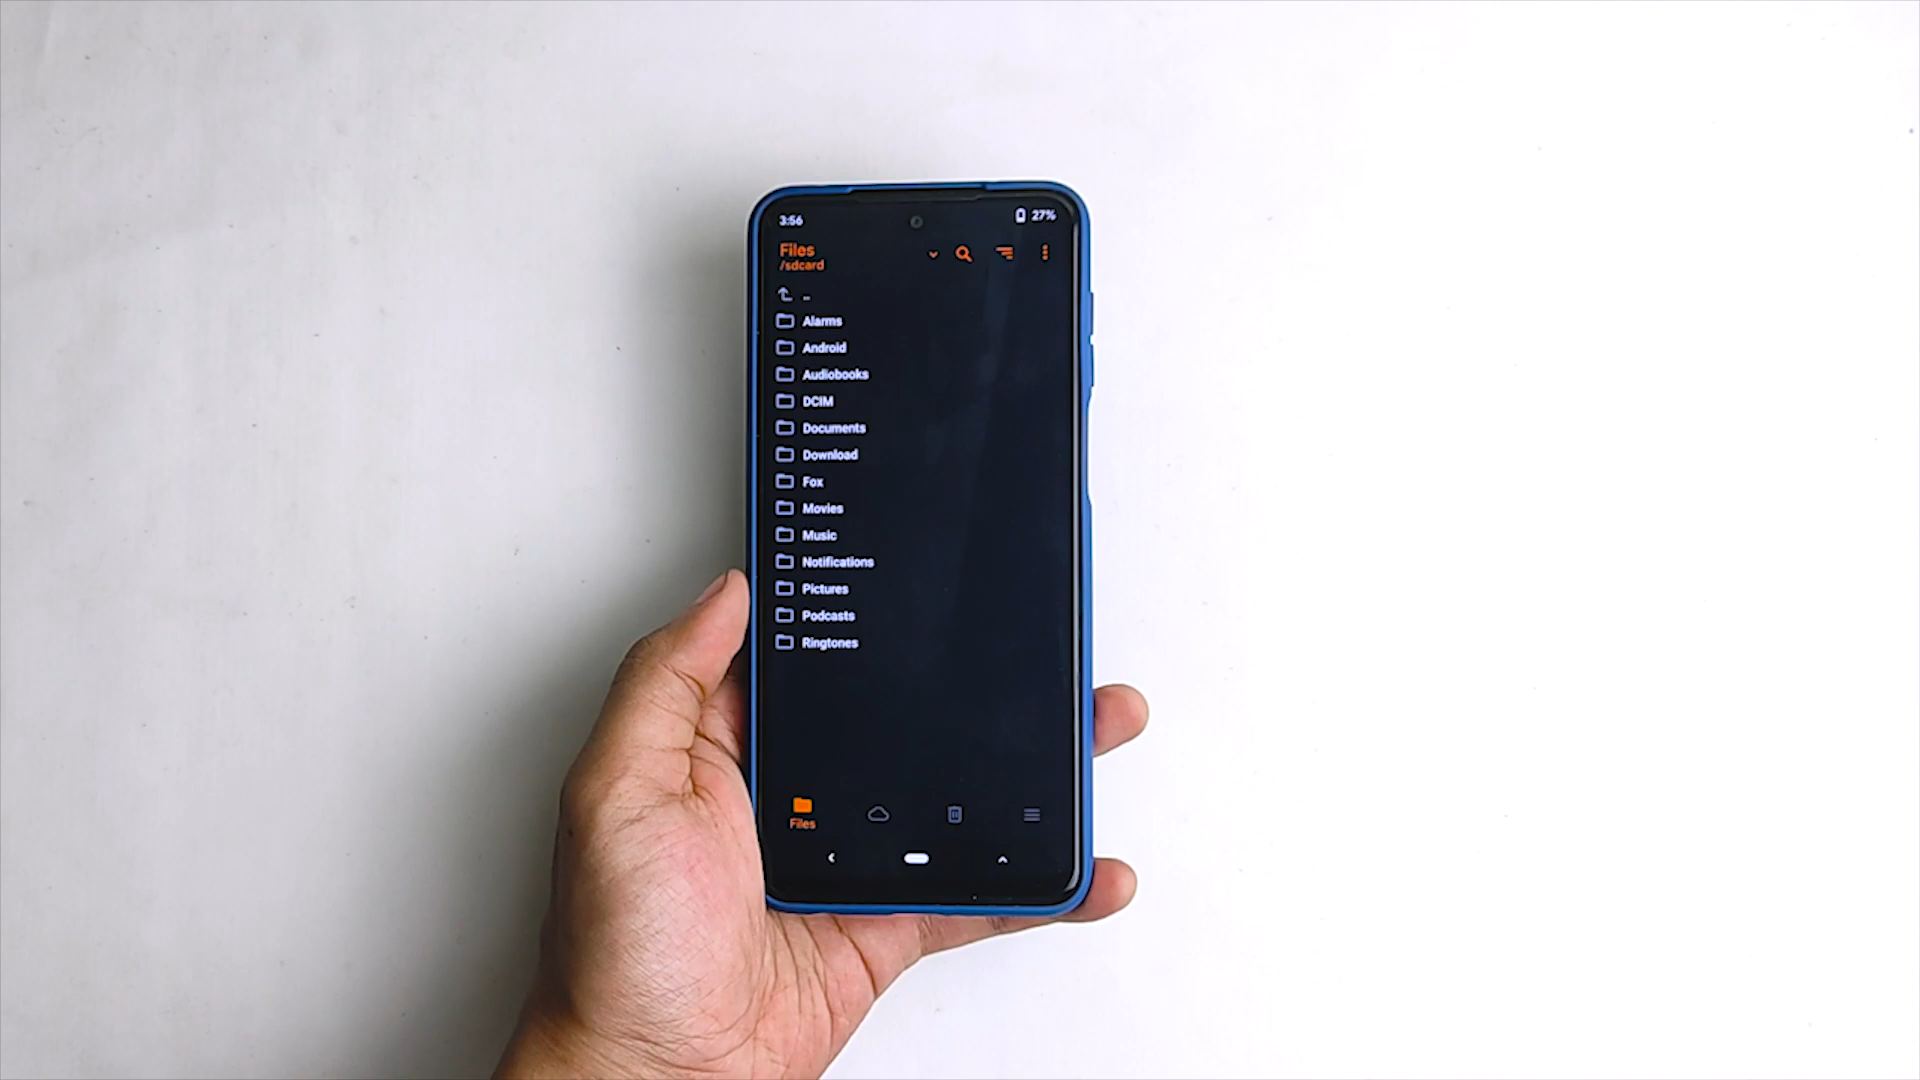 3:56
27%
Files
/sdcard
..
Alarms
Android
Audiobooks
DCIM
Documents
Download
Fox
Movies
Music
Notifications
Pictures
Podcasts
Ringtones
Files